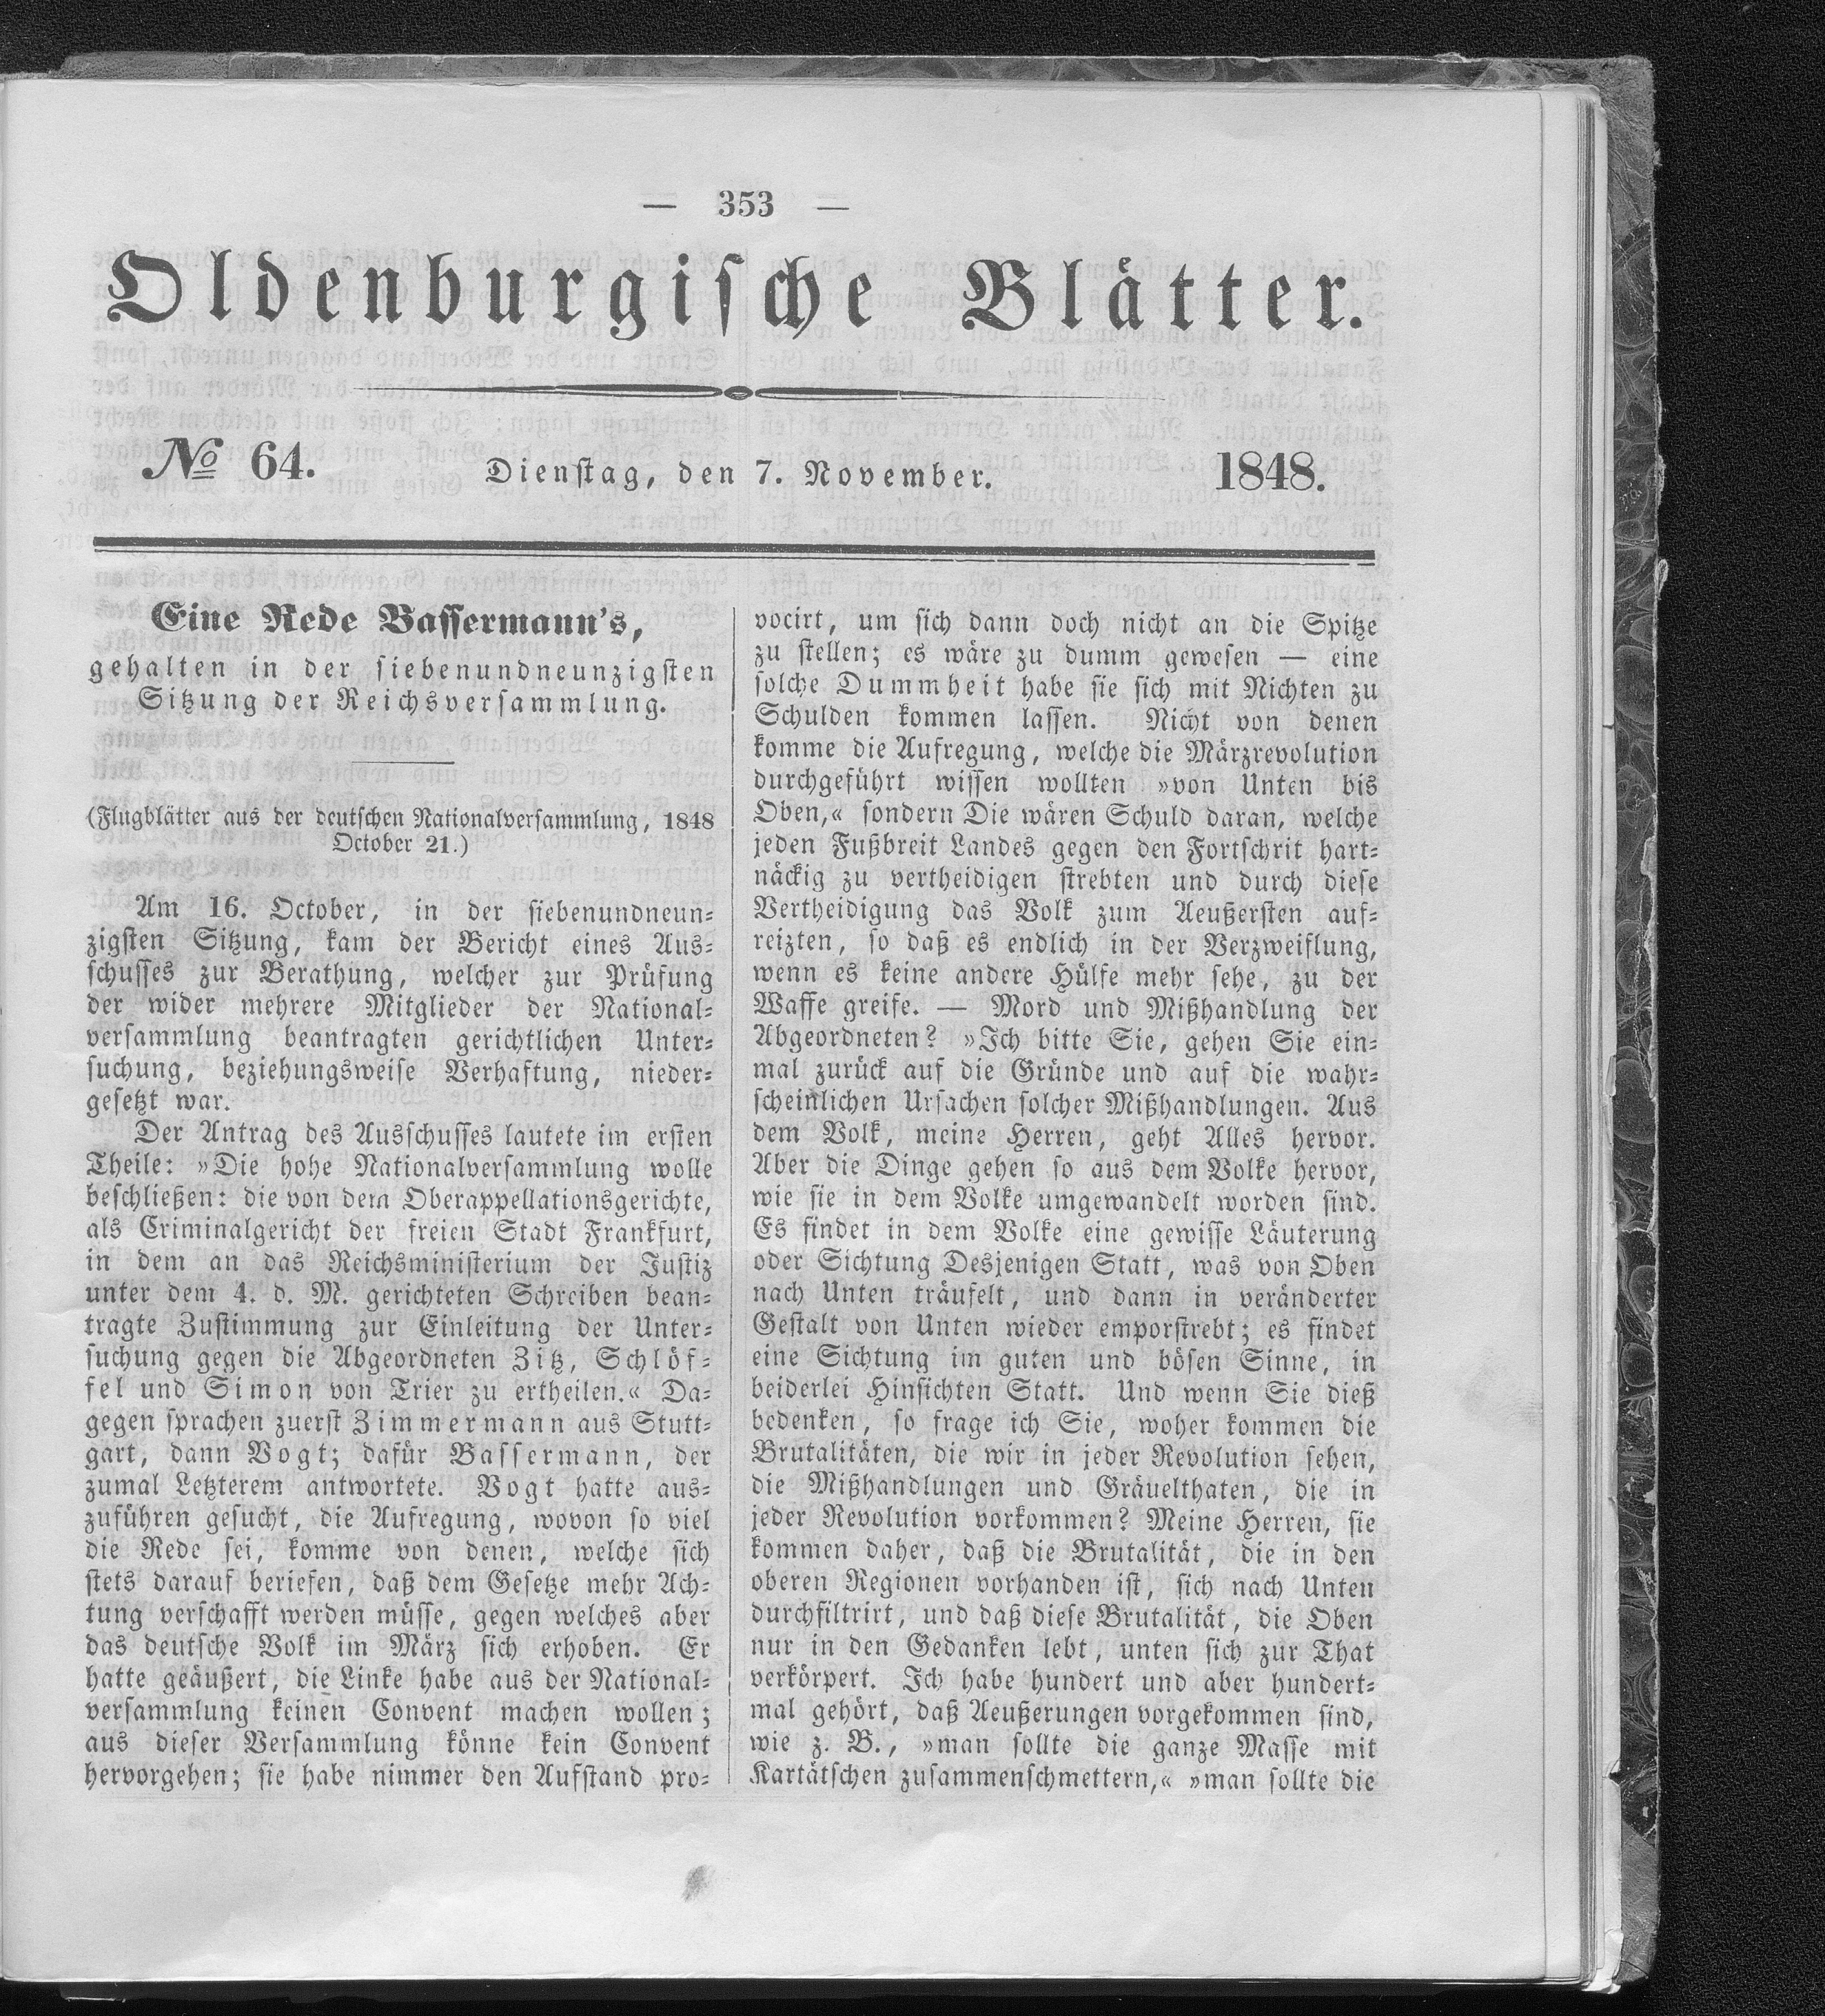 — 353 —
Oldenburgische Blätter.
No 64.
Dienstag, den 7. November.
1848.
Eine Rede Bassermann's,
gehalten in der siebenundneunzigsten
Sitzung der Reichsversammlung.
(Flugblätter aus der deutschen Nationalversammlung, 1848
October 21.)
Am 16. October, in der siebenundneun-
zigsten Sitzung, kam der Bericht eines Aus-
schusses zur Berathung, welcher zur Prüfung
der wider mehrere Mitglieder der National-
versammlung beantragten gerichtlichen Unter-
suchung, beziehungsweise Verhaftung, nieder-
gesetzt war.
Der Antrag des Ausschusses lautete im ersten
Theile: »Die hohe Nationalversammlung wolle
beschließen: die von dem Oberappellationsgerichte,
als Criminalgericht der freien Stadt Frankfurt,
in dem an das Reichsministerium der Justiz
unter dem 4. d. M. gerichteten Schreiben bean-
tragte Zustimmung zur Einleitung der Unter-
suchung gegen die Abgeordneten Zitz, Schlöf-
fel und Simon von Trier zu ertheilen.« Da-
gegen sprachen zuerst Zimmermann aus Stutt-
gart, dann Vogt; dafür Bassermann, der
zumal Letzterem antwortete. Vogt hatte aus-
zuführen gesucht, die Aufregung, wovon so viel
die Rede sei, komme von denen, welche sich
stets darauf beriefen, daß dem Gesetze mehr Ach-
tung verschafft werden müsse, gegen welches aber
das deutsche Volk im März sich erhoben. Er
hatte geäußert, die Linke habe aus der National-
versammlung keinen Convent machen wollen;
aus dieser Versammlung könne kein Convent
hervorgehen; sie habe nimmer den Aufstand pro-
vocirt, um sich dann doch nicht an die Spitze
zu stellen; es wäre zu dumm gewesen — eine
solche Dummheit habe sie sich mit Nichten zu
Schulden kommen lassen. Nicht von denen
komme die Aufregung, welche die Märzrevolution
durchgeführt wissen wollten »von Unten bis
Oben,« sondern Die wären Schuld daran, welche
jeden Fußbreit Landes gegen den Fortschrit hart-
näckig zu vertheidigen strebten und durch diese
Vertheidigung das Volk zum Aeußersten auf-
reizten, so daß es endlich in der Verzweiflung,
wenn es keine andere Hülfe mehr sehe, zu der
Waffe greife. — Mord und Mißhandlung der
Abgeordneten? »Ich bitte Sie, gehen Sie ein-
mal zurück auf die Gründe und auf die wahr-
scheinlichen Ursachen solcher Mißhandlungen. Aus
dem Volk, meine Herren, geht Alles hervor.
Aber die Dinge gehen so aus dem Volke hervor,
wie sie in dem Volke umgewandelt worden sind.
Es findet in dem Volke eine gewisse Läuterung
oder Sichtung Desjenigen Statt, was von Oben
nach Unten träufelt, und dann in veränderter
Gestalt von Unten wieder emporstrebt; es findet
eine Sichtung im guten und bösen Sinne, in
beiderlei Hinsichten Statt. Und wenn Sie dieß
bedenken, so frage ich Sie, woher kommen die
Brutalitäten, die wir in jeder Revolution sehen,
die Mißhandlungen und Gräuelthaten, die in
jeder Revolution vorkommen? Meine Herren, sie
kommen daher, daß die Brutalität, die in den
oberen Regionen vorhanden ist, sich nach Unten
durchfiltrirt, und daß diese Brutalität, die Oben
nur in den Gedanken lebt, unten sich zur That
verkörpert. Ich habe hundert und aber hundert-
mal gehört, daß Aeußerungen vorgekommen sind,
wie z. B., »man sollte die ganze Masse mit
Kartätschen zusammenschmettern,« »man sollte die